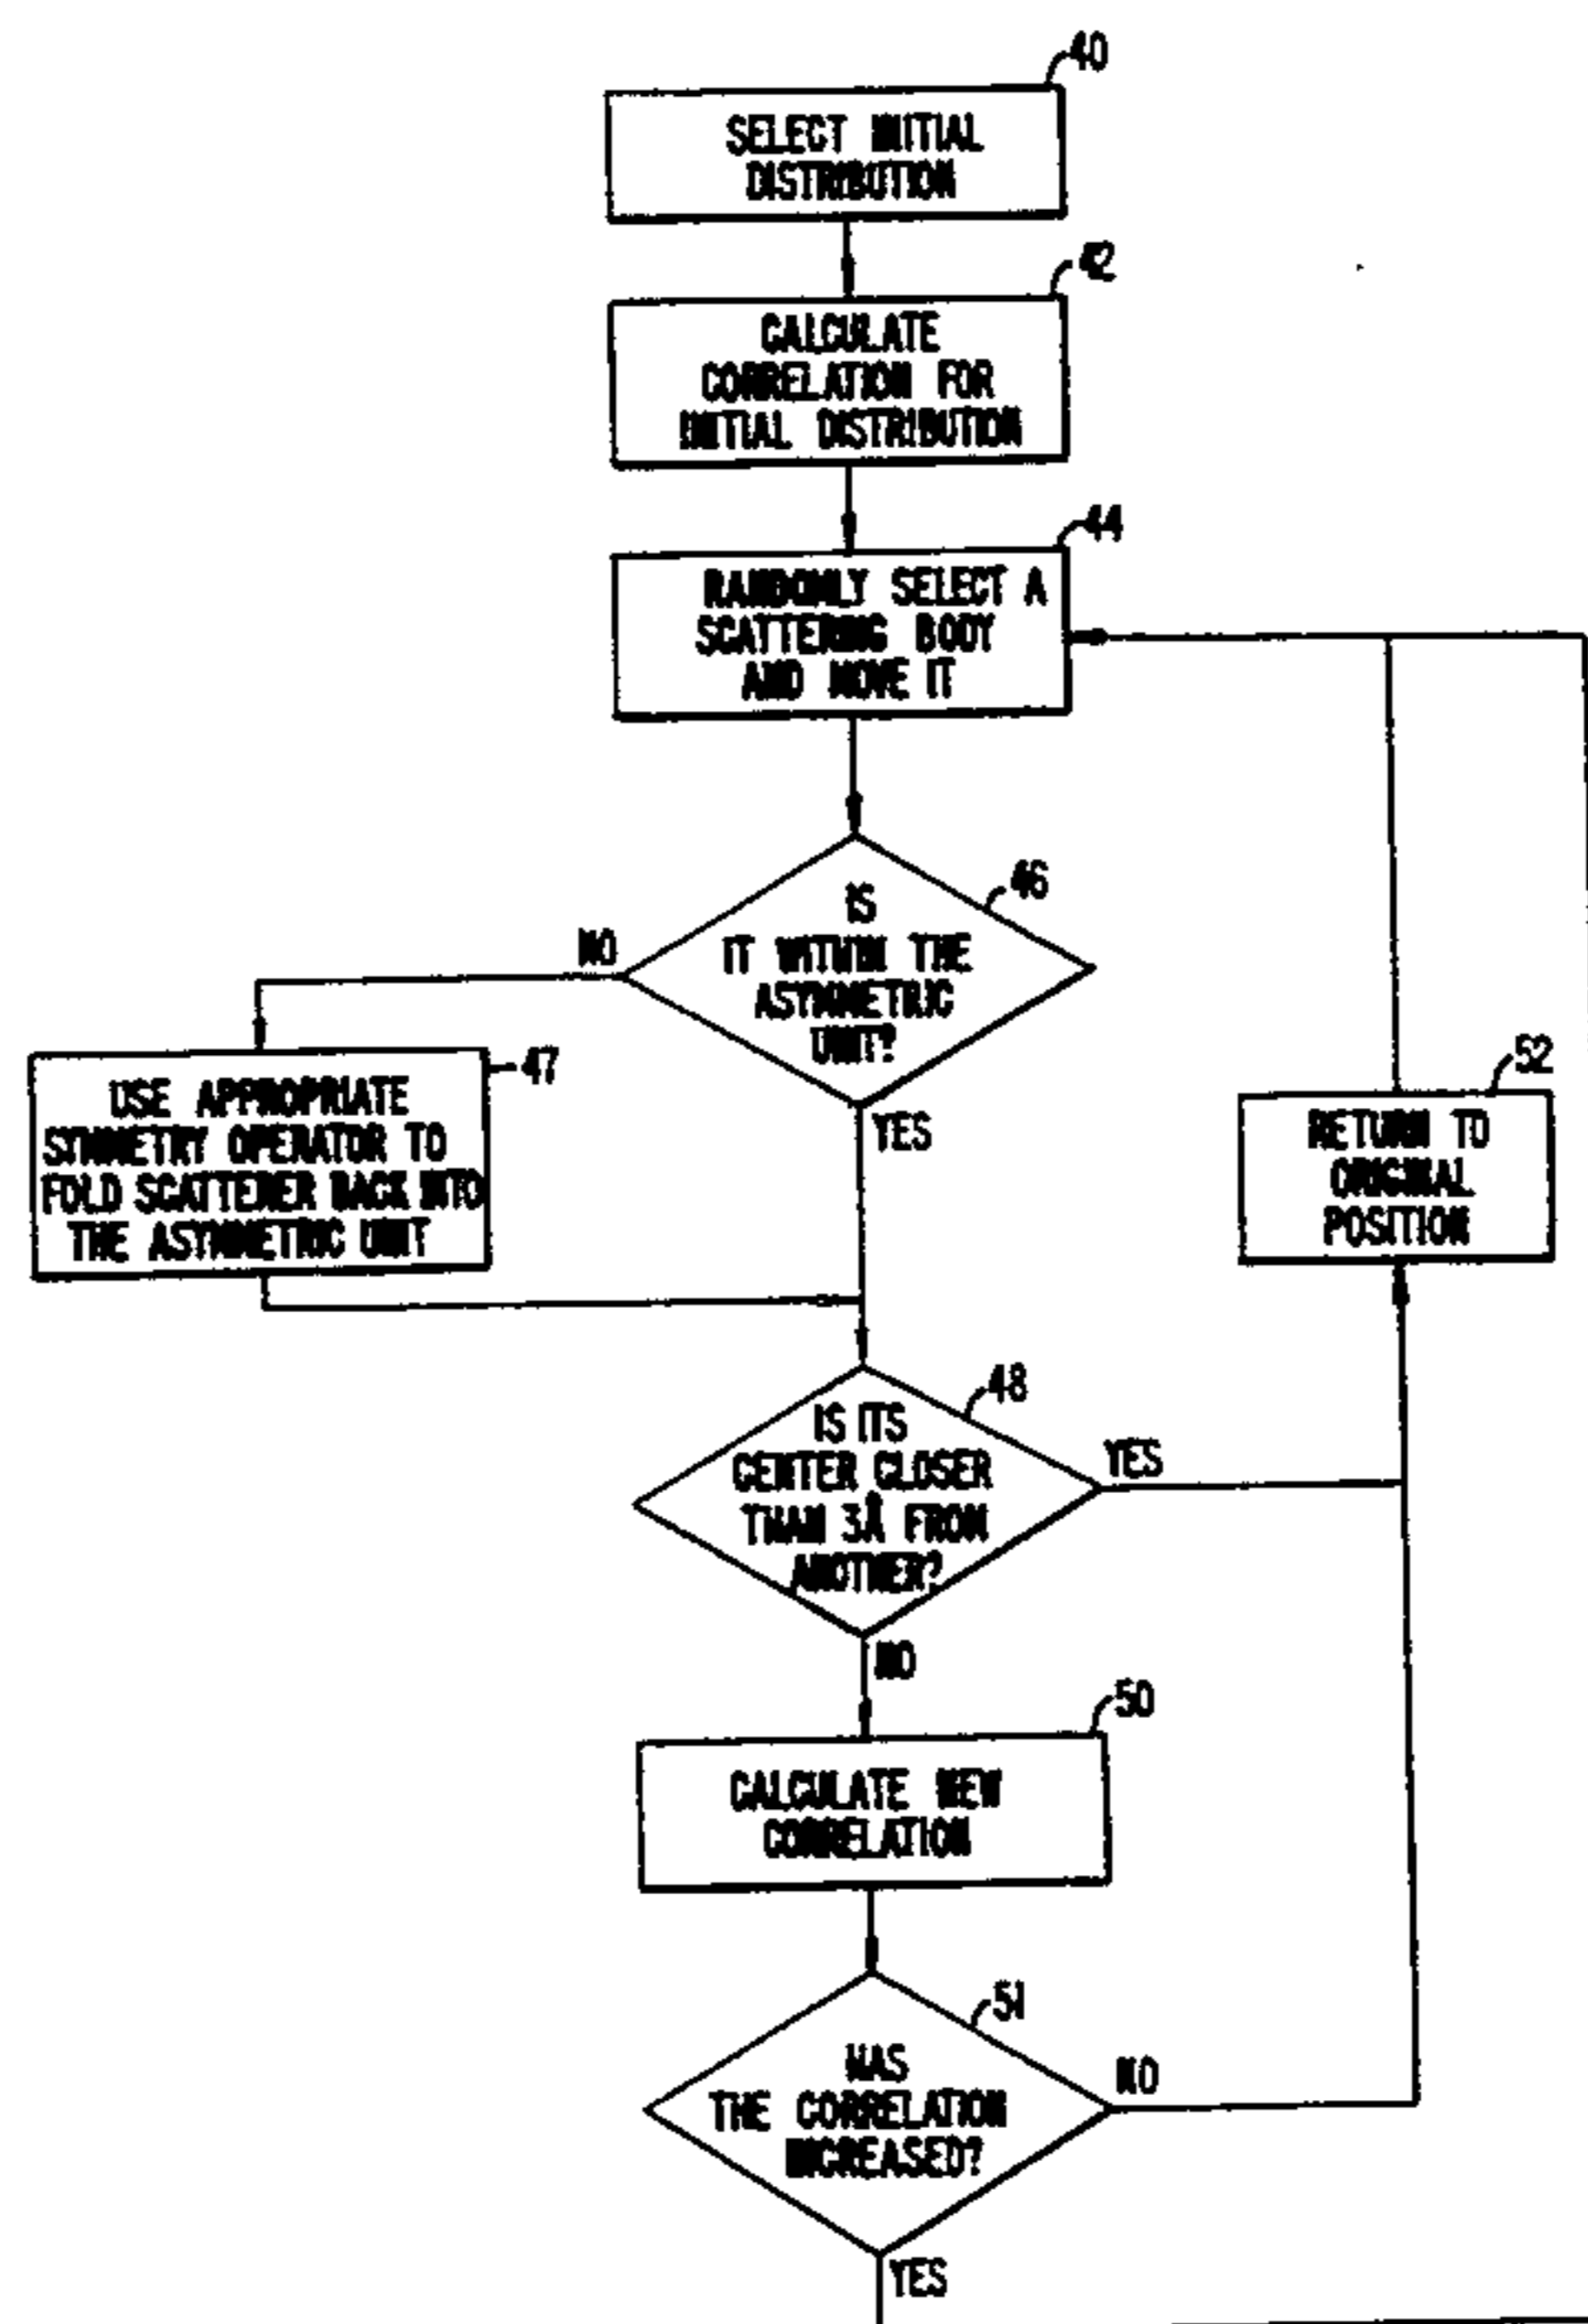 40
SELECT INITIAL
DISTRIBUTION
42
CALCULATE
CORRELATION FOR
INITIAL DISTRIBUTION
44
RANDOMLY SELECT A
SCATTERING BODY
AND MOVE IT
46
IS
IT WITHIN THE
ASYMMETRIC
UNIT?
NO
YES
47
USE APPROPRIATE
SYMMETRY OPERATOR TO
FOLD SCATTERER BACK INTO
THE ASYMMETRIC UNIT
52
RETURN TO
ORIGINAL
POSITION
48
IS ITS
CENTER CLOSER
THAN 3Å FROM
ANOTHER?
YES
NO
50
CALCULATE NEW
CORRELATION
51
HAS
THE CORRELATION
INCREASED?
NO
YES